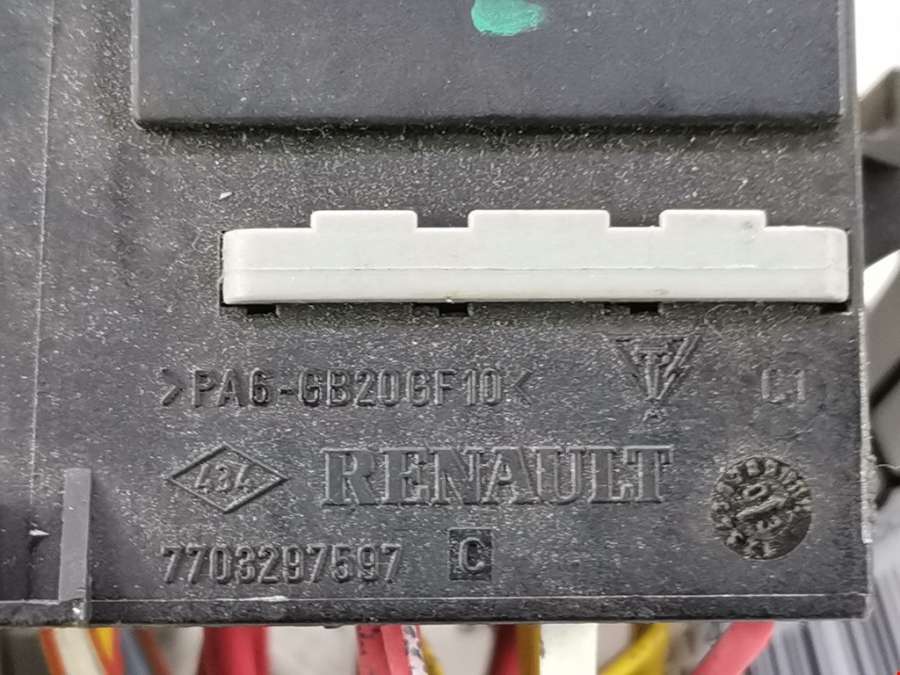 >PA6-GB20GF10< C1
434 RENAULT
7703297597 C